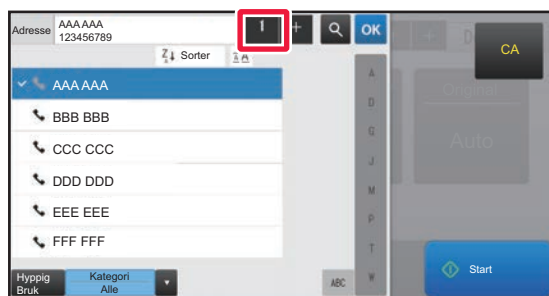 Adresse
AAA AAA
123456789
1
+
OK
CA
Z↓ Sorter
A
AAA AAA
BBB BBB
CCC CCC
DDD DDD
EEE EEE
FFF FFF
A
D
G
J
M
P
T
W
ABC
Hyppig
Bruk
Kategori
Alle
Original
Auto
Start